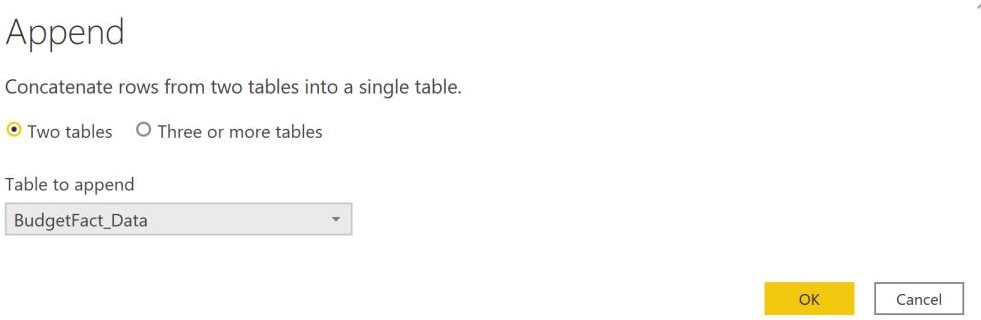 Append
Concatenate rows from two tables into a single table.
Two tables Three or more tables
Table to append
BudgetFact_Data
OK Cancel